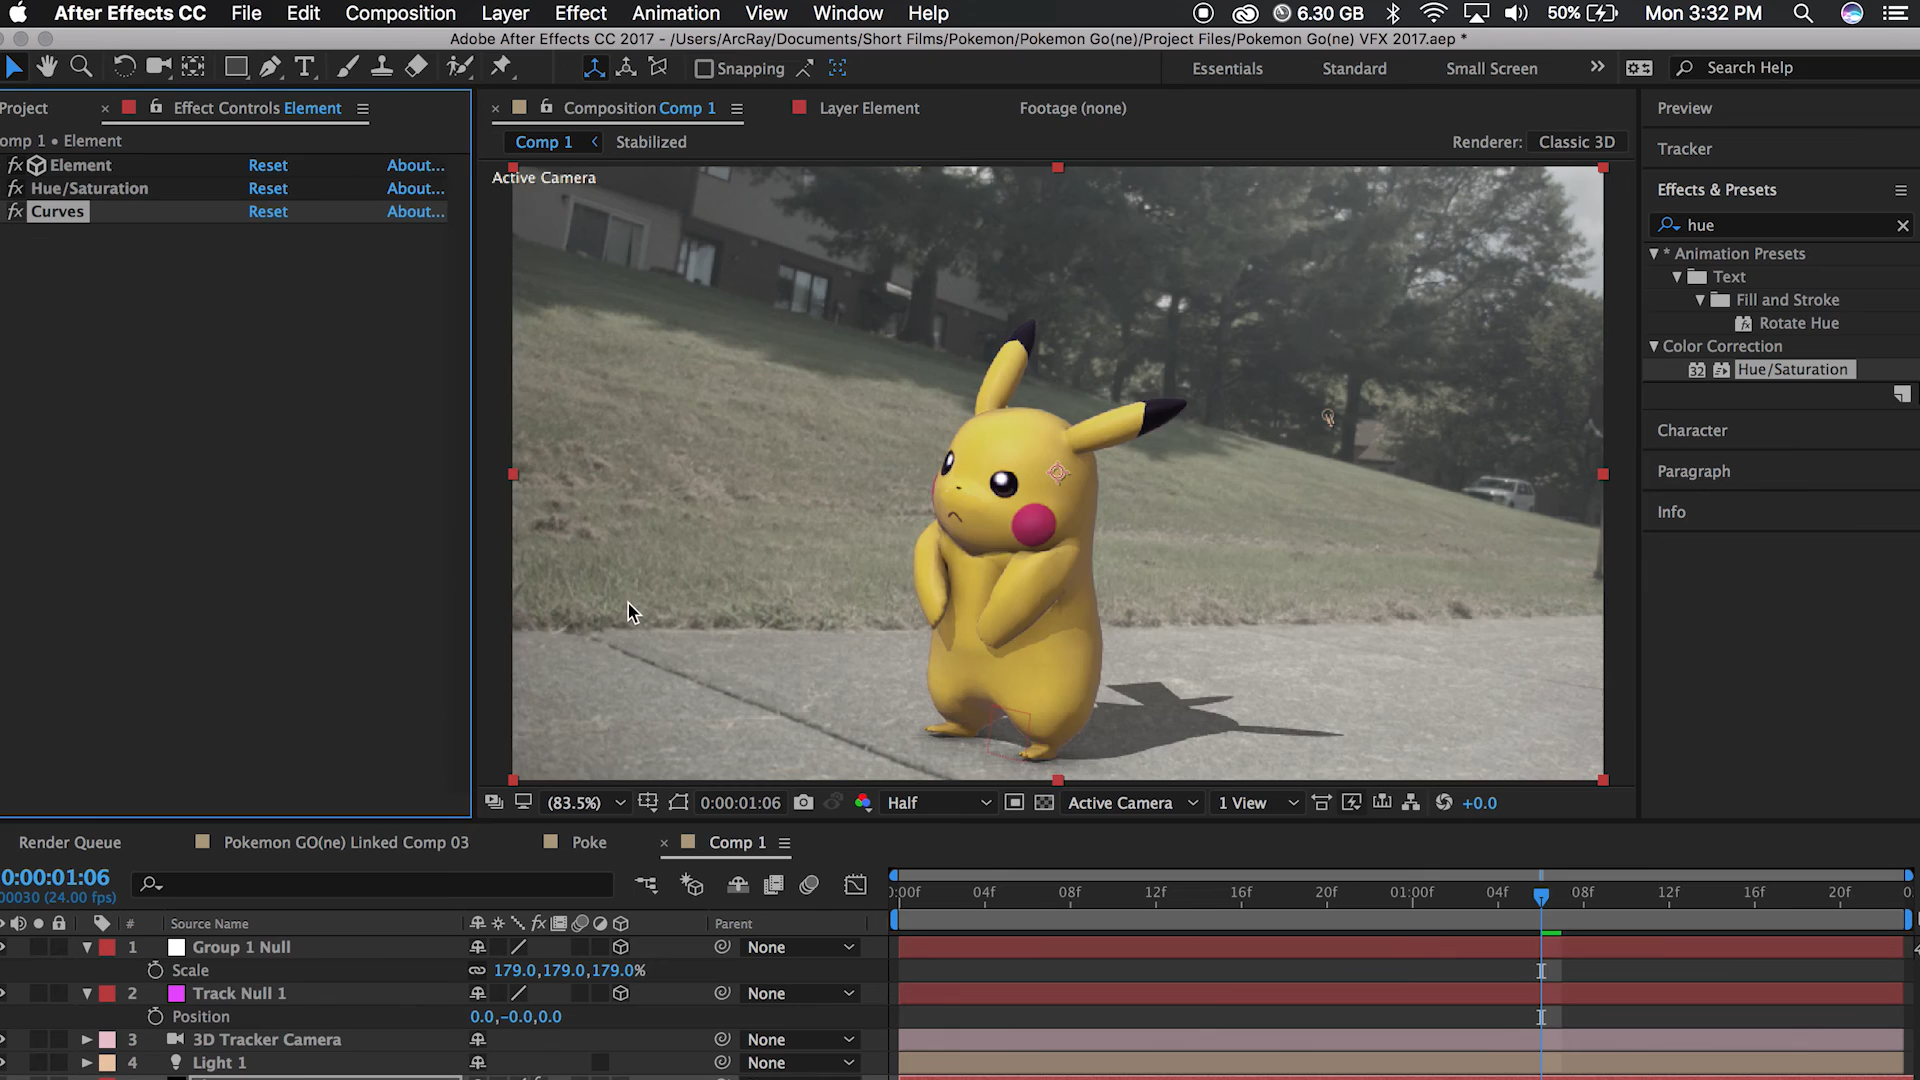 After Effects CC File Edit Composition Layer Effect Animation View Window Help 6.30 GB 50% Mon 3:32 PM
Adobe After Effects CC 2017 - /Users/ArcRay/Documents/Short Films/Pokemon/Pokemon Go(ne)/Project Files/Pokemon Go(ne) VFX 2017.aep *
Snapping Essentials Standard Small Screen Search Help
Project Effect Controls Element Composition Comp 1 Layer Element Footage (none) Preview
omp 1 • Element Comp 1 Stabilized Renderer: Classic 3D Tracker
fx Element Reset About...
Active Camera Effects & Presets
fx Hue/Saturation Reset About...
fx Curves Reset About...
hue
* Animation Presets
Text
Fill and Stroke
Rotate Hue
Color Correction
32 Hue/Saturation
Character
Paragraph
Info
(83.5%) 0:00:01:06 Half Active Camera 1 View +0.0
Render Queue Pokemon GO(ne) Linked Comp 03 Poke Comp 1
0:00:01:06
00030 (24.00 fps)
:00f 04f 08f 12f 16f 20f 01:00f 04f 08f 12f 16f 20f 0
# Source Name fx Parent
1 Group 1 Null None
Scale 179.0,179.0,179.0%
2 Track Null 1 None
Position 0.0,-0.0,0.0
3 3D Tracker Camera None
4 Light 1 None